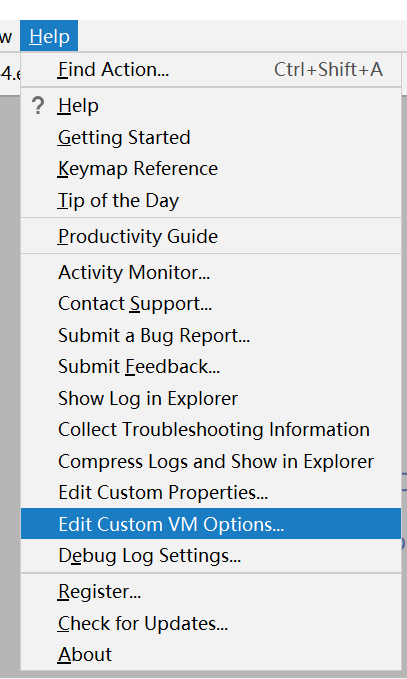 w Help
4.e
Find Action... Ctrl+Shift+A
? Help
Getting Started
Keymap Reference
Tip of the Day
Productivity Guide
Activity Monitor...
Contact Support...
Submit a Bug Report...
Submit Feedback...
Show Log in Explorer
Collect Troubleshooting Information
Compress Logs and Show in Explorer
Edit Custom Properties...
Edit Custom VM Options...
Debug Log Settings...
Register...
Check for Updates...
About